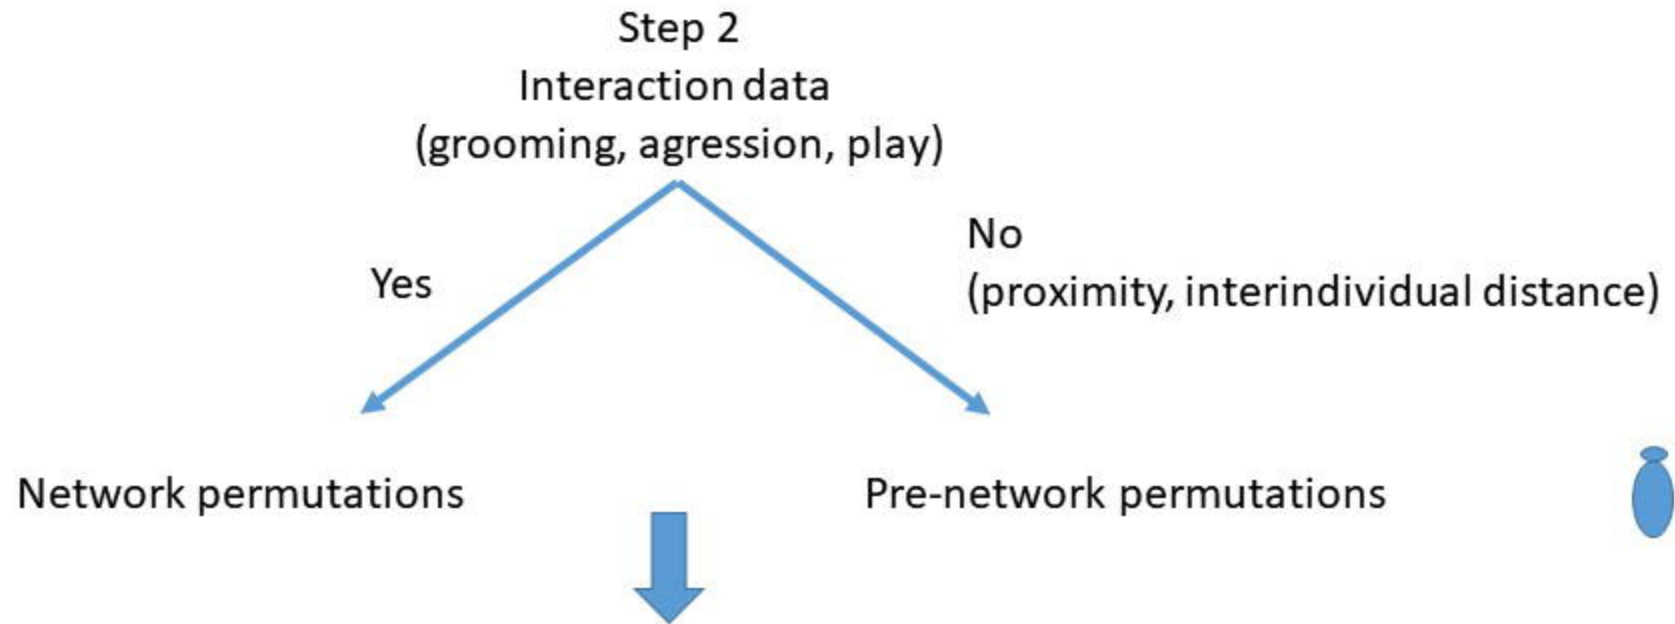 Step 2
Interaction data
(grooming, agression, play)
No
Yes
(proximity, interindividual distance)
Network permutations
Pre-network permutations